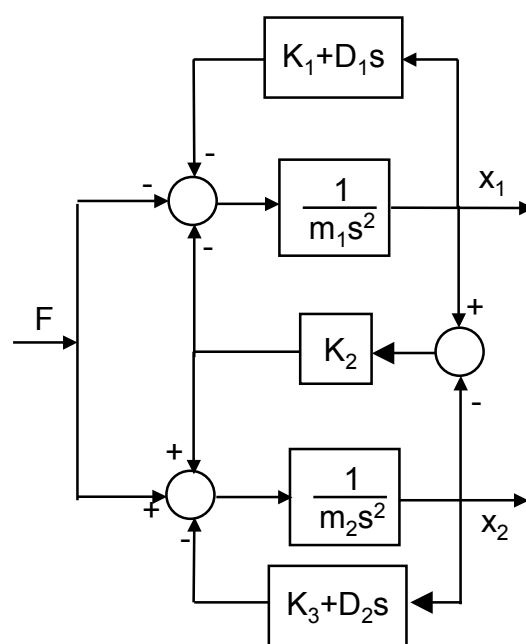 K₁+D₁s
-
-
1
m₁s²
x₁
-
F
+
K₂
-
+
+
1
m₂s²
x₂
-
K₃+D₂s